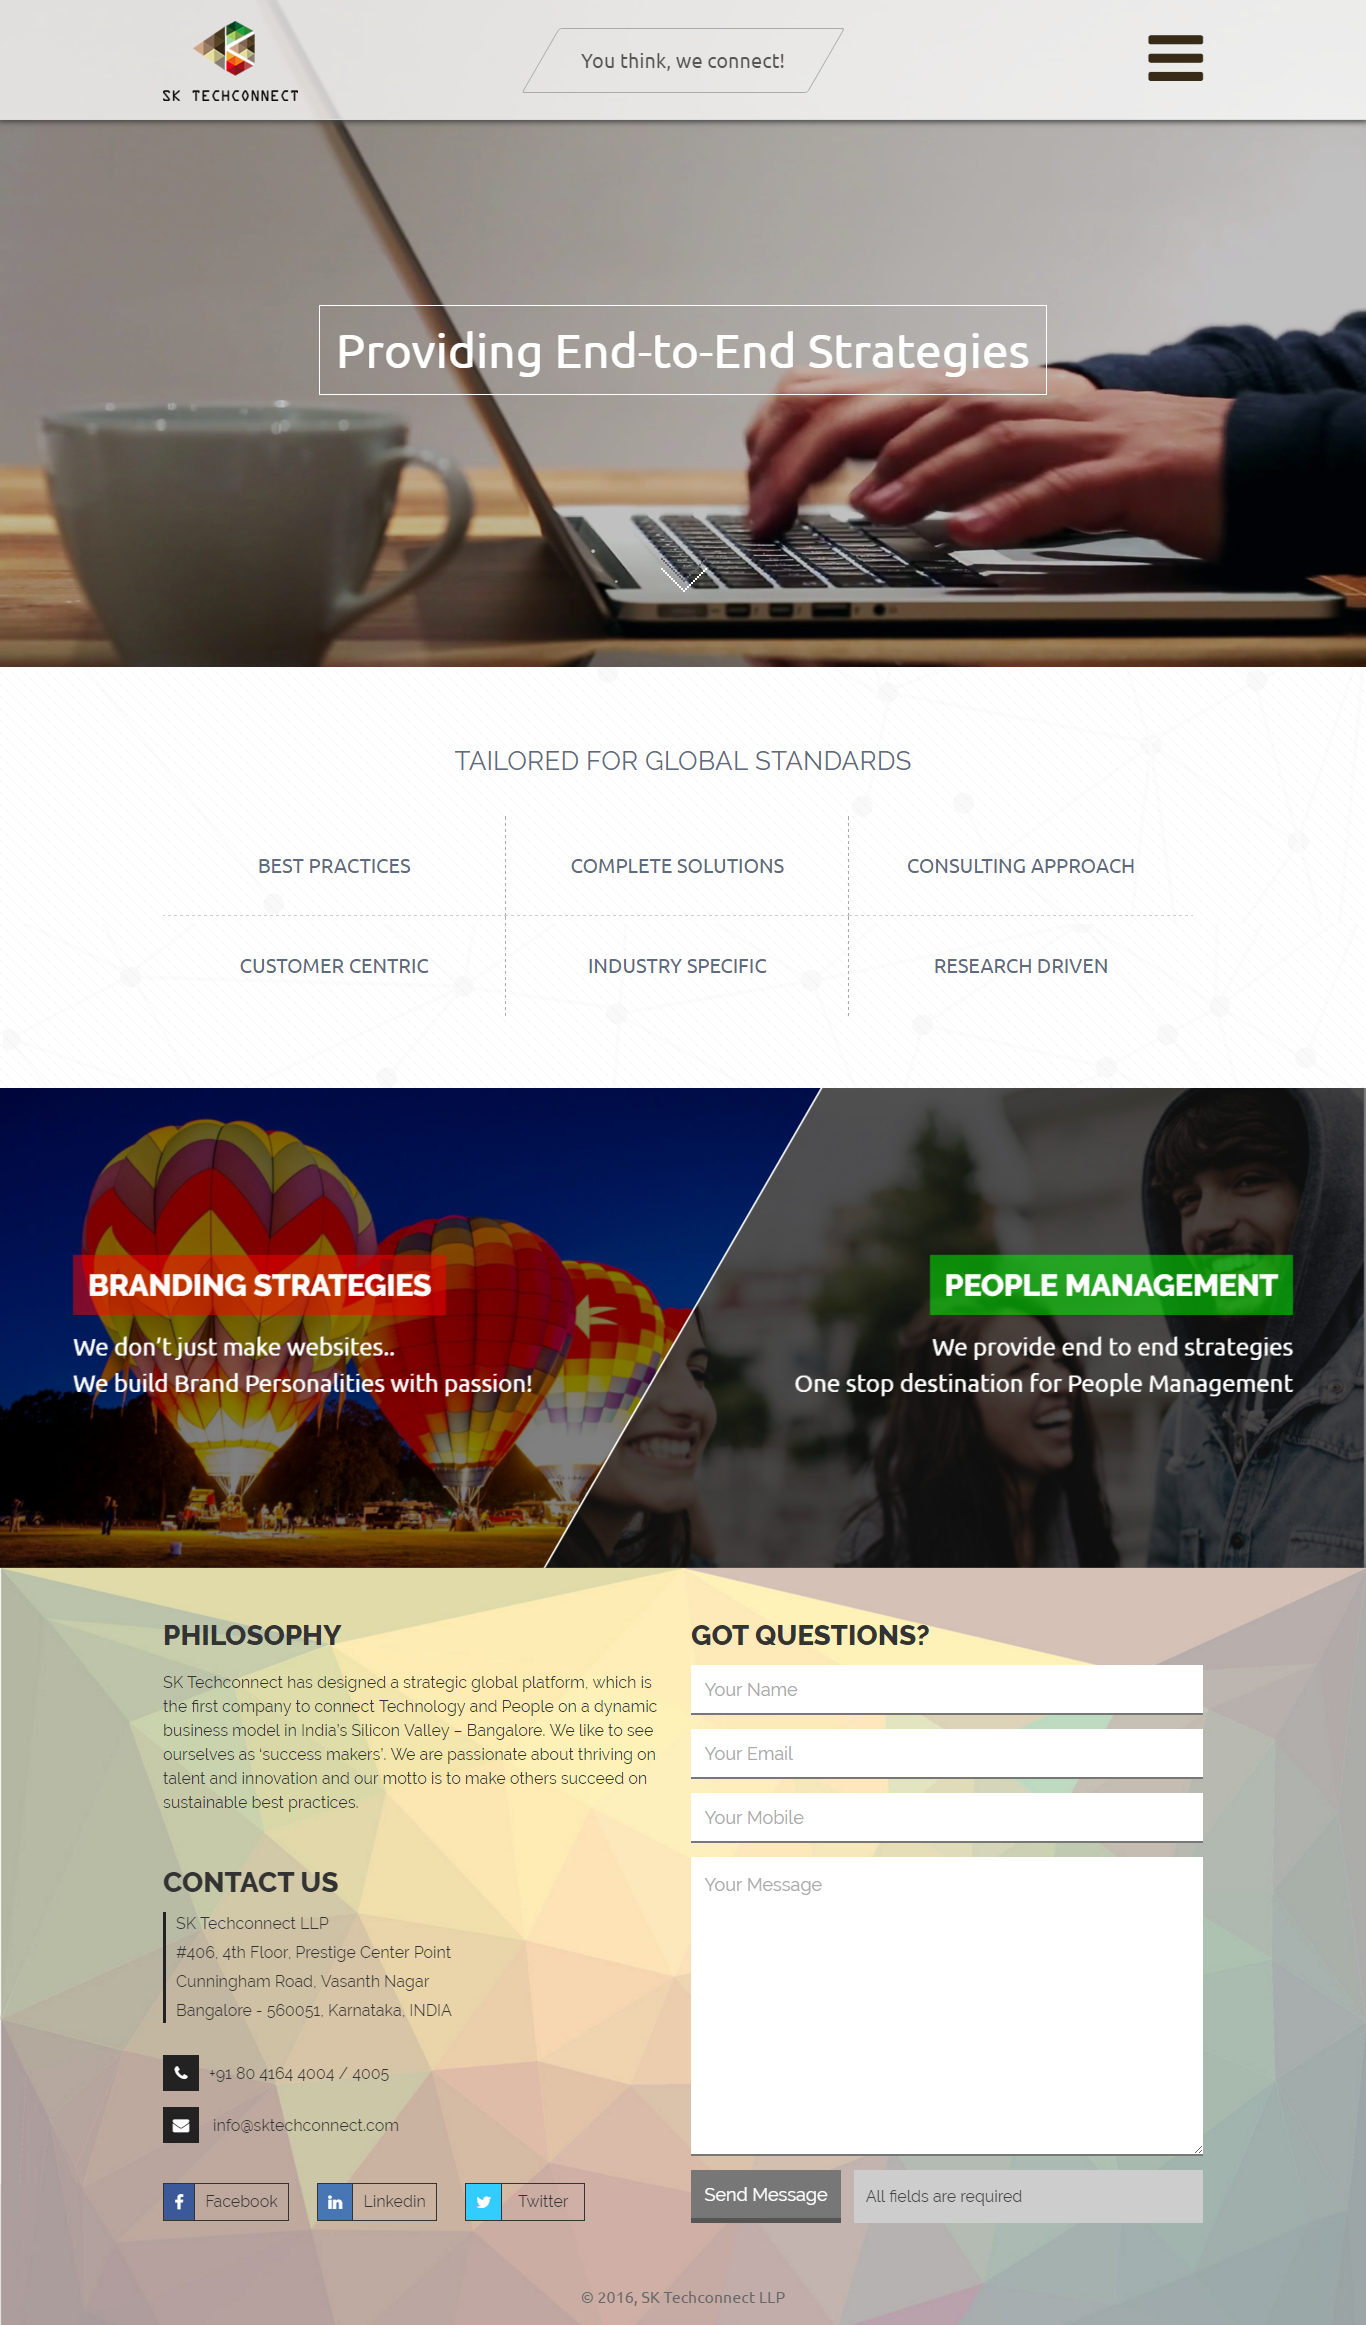 SK TECHCONNECT
You think, we connect!
Providing End-to-End Strategies
TAILORED FOR GLOBAL STANDARDS
BEST PRACTICES
COMPLETE SOLUTIONS
CONSULTING APPROACH
CUSTOMER CENTRIC
INDUSTRY SPECIFIC
RESEARCH DRIVEN
BRANDING STRATEGIES
We don’t just make websites..
We build Brand Personalities with passion!
PEOPLE MANAGEMENT
We provide end to end strategies
One stop destination for People Management
PHILOSOPHY
SK Techconnect has designed a strategic global platform, which is
the first company to connect Technology and People on a dynamic
business model in India’s Silicon Valley – Bangalore. We like to see
ourselves as ‘success makers’. We are passionate about thriving on
talent and innovation and our motto is to make others succeed on
sustainable best practices.
CONTACT US
SK Techconnect LLP
#406, 4th Floor, Prestige Center Point
Cunningham Road, Vasanth Nagar
Bangalore - 560051, Karnataka, INDIA
+91 80 4164 4004 / 4005
info@sktechconnect.com
Facebook
Linkedin
Twitter
GOT QUESTIONS?
Your Name
Your Email
Your Mobile
Your Message
Send Message
All fields are required
© 2016, SK Techconnect LLP